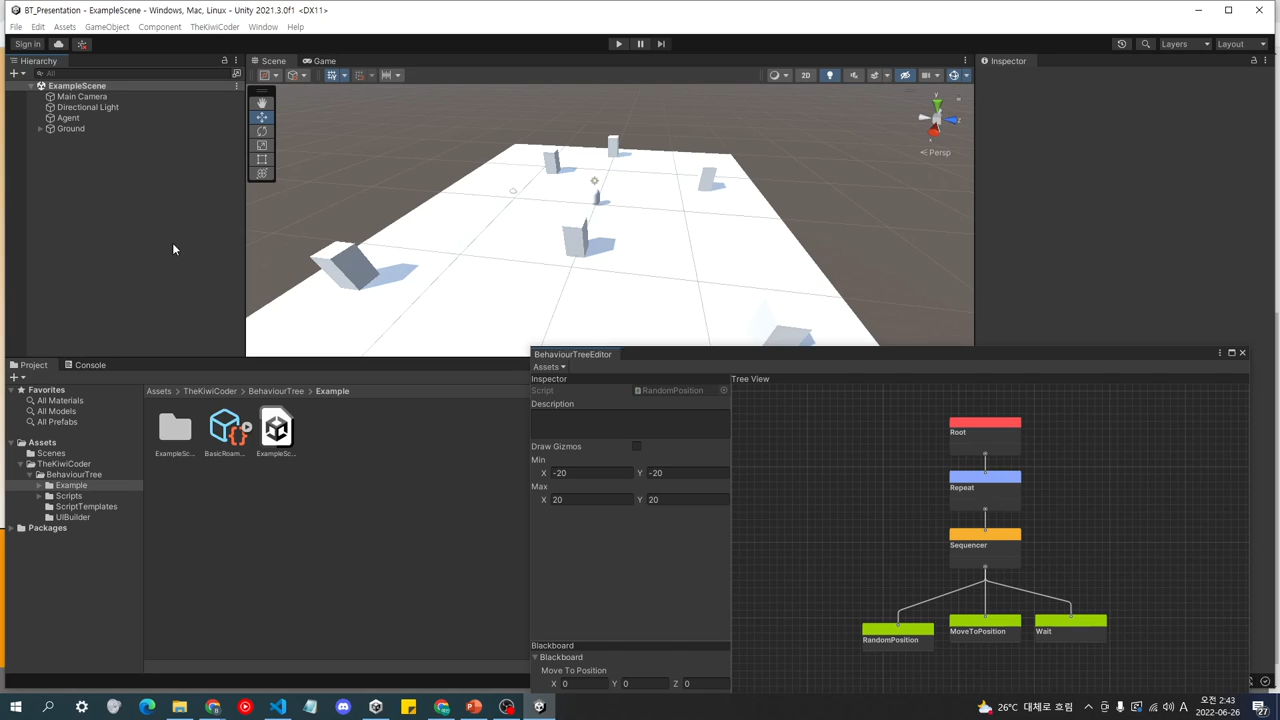 BT_Presentation - ExampleScene - Windows, Mac, Linux - Unity 2021.3.0f1 <DX11>
File Edit Assets GameObject Component TheKiwiCoder Window Help
Sign in
Layers
Layout
Hierarchy
All
ExampleScene
Main Camera
Directional Light
Agent
Ground
Scene
Game
2D
y
z
x
Persp
Inspector
Project
Console
Favorites
All Materials
All Models
All Prefabs
Assets
Scenes
TheKiwiCoder
BehaviourTree
Example
Scripts
ScriptTemplates
UIBuilder
Packages
Assets > TheKiwiCoder > BehaviourTree > Example
ExampleSc...
BasicRoam...
ExampleSc...
BehaviourTreeEditor
Assets
Inspector
Script RandomPosition
Description
Draw Gizmos
Min
X -20 Y -20
Max
X 20 Y 20
Blackboard
Blackboard
Move To Position
X 0 Y 0 Z 0
Tree View
Root
Repeat
Sequencer
RandomPosition
MoveToPosition
Wait
26°C 대체로 흐림
A
오전 2:43
2022-06-26
27